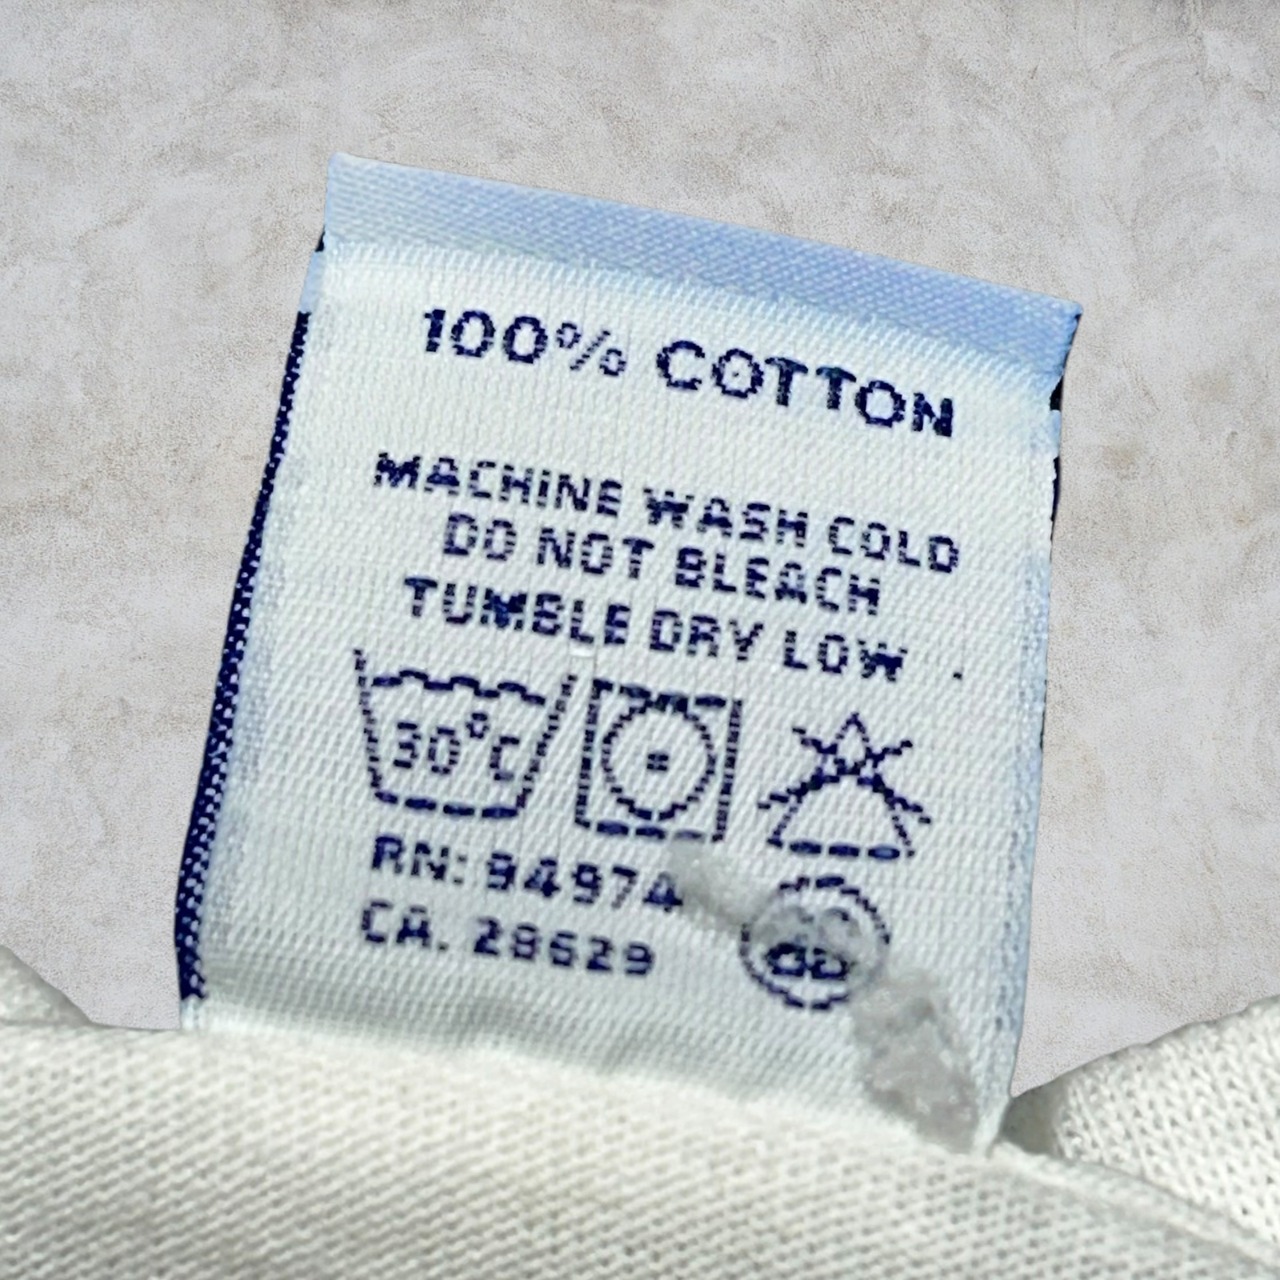 100% COTTON
MACHINE WASH COLD
DO NOT BLEACH
TUMBLE DRY LOW .
30°C
RN: 94974
CA. 28629